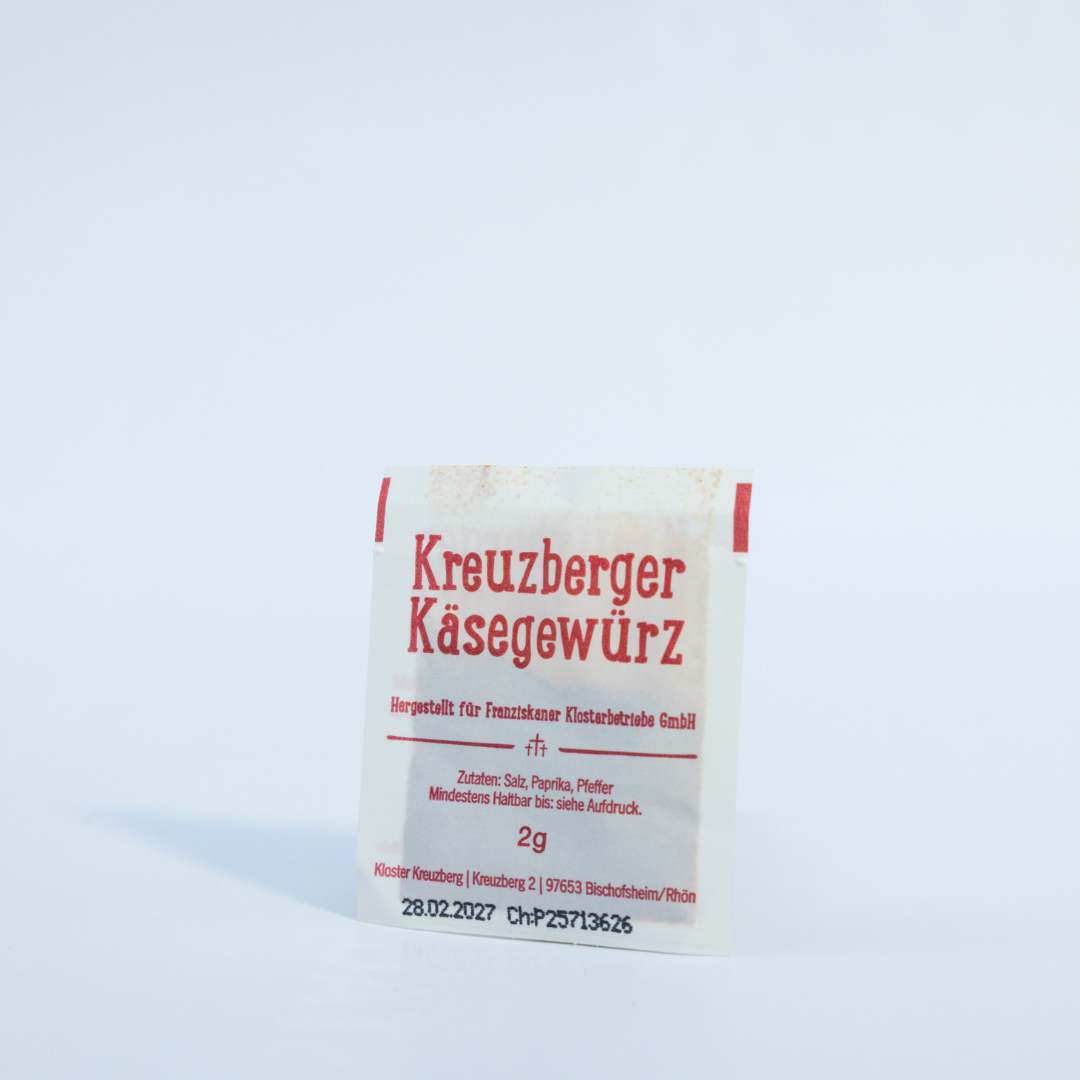 Kreuzberger
Käsegewürz
Hergestellt für Franziskaner Klosterbetriebe GmbH
Zutaten: Salz, Paprika, Pfeffer
Mindestens Haltbar bis: siehe Aufdruck.
2g
Kloster Kreuzberg | Kreuzberg 2 | 97653 Bischofsheim/Rhön
28.02.2027 Ch:P25713626